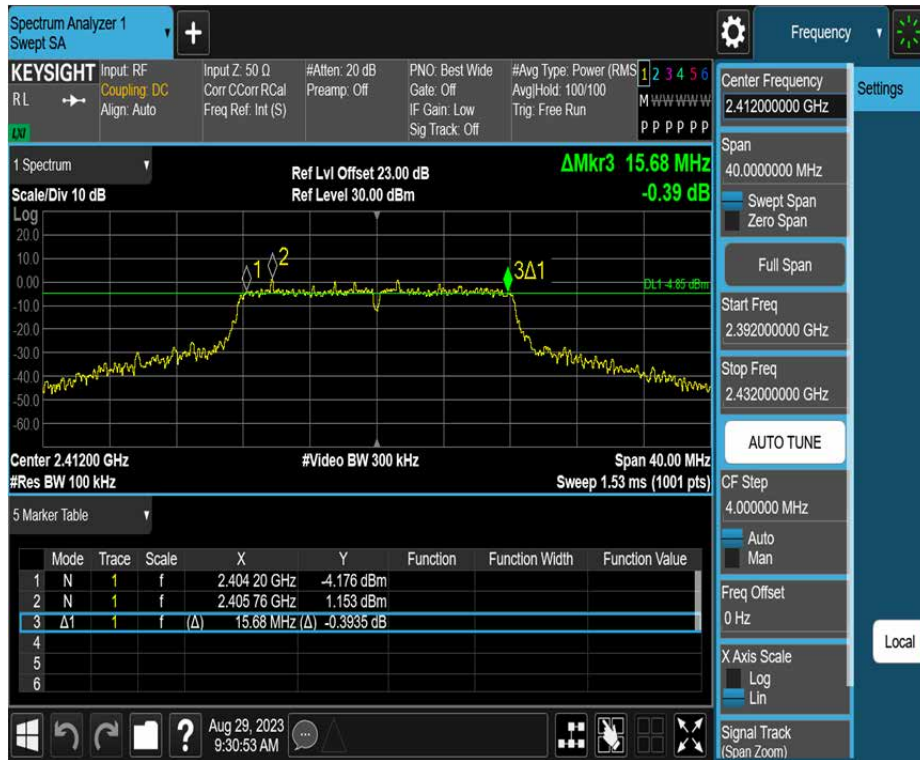 Spectrum Analyzer 1
Swept SA
+
Frequency
KEYSIGHT
RL
LXI
Input: RF
Coupling: DC
Align: Auto
Input Z: 50 Ω
Corr CCorr RCal
Freq Ref: Int (S)
#Atten: 20 dB
Preamp: Off
PNO: Best Wide
Gate: Off
IF Gain: Low
Sig Track: Off
#Avg Type: Power (RMS
Avg|Hold: 100/100
Trig: Free Run
1 2 3 4 5 6
M W W W W W
P P P P P P
1 Spectrum
Scale/Div 10 dB
Ref Lvl Offset 23.00 dB
Ref Level 30.00 dBm
ΔMkr3 15.68 MHz
-0.39 dB
Log
20.0
10.0
0.00
-10.0
-20.0
-30.0
-40.0
-50.0
-60.0
1
2
3Δ1
DL1 -4.85 dBm
Center 2.41200 GHz
#Video BW 300 kHz
Span 40.00 MHz
#Res BW 100 kHz
Sweep 1.53 ms (1001 pts)
5 Marker Table
Mode Trace Scale X Y Function Function Width Function Value
1 N 1 f 2.404 20 GHz -4.176 dBm
2 N 1 f 2.405 76 GHz 1.153 dBm
3 Δ1 1 f (Δ) 15.68 MHz (Δ) -0.3935 dB
4
5
6
?
Aug 29, 2023
9:30:53 AM
Center Frequency
2.412000000 GHz
Span
40.0000000 MHz
Swept Span
Zero Span
Full Span
Start Freq
2.392000000 GHz
Stop Freq
2.432000000 GHz
AUTO TUNE
CF Step
4.000000 MHz
Auto
Man
Freq Offset
0 Hz
X Axis Scale
Log
Lin
Signal Track
(Span Zoom)
Settings
Local